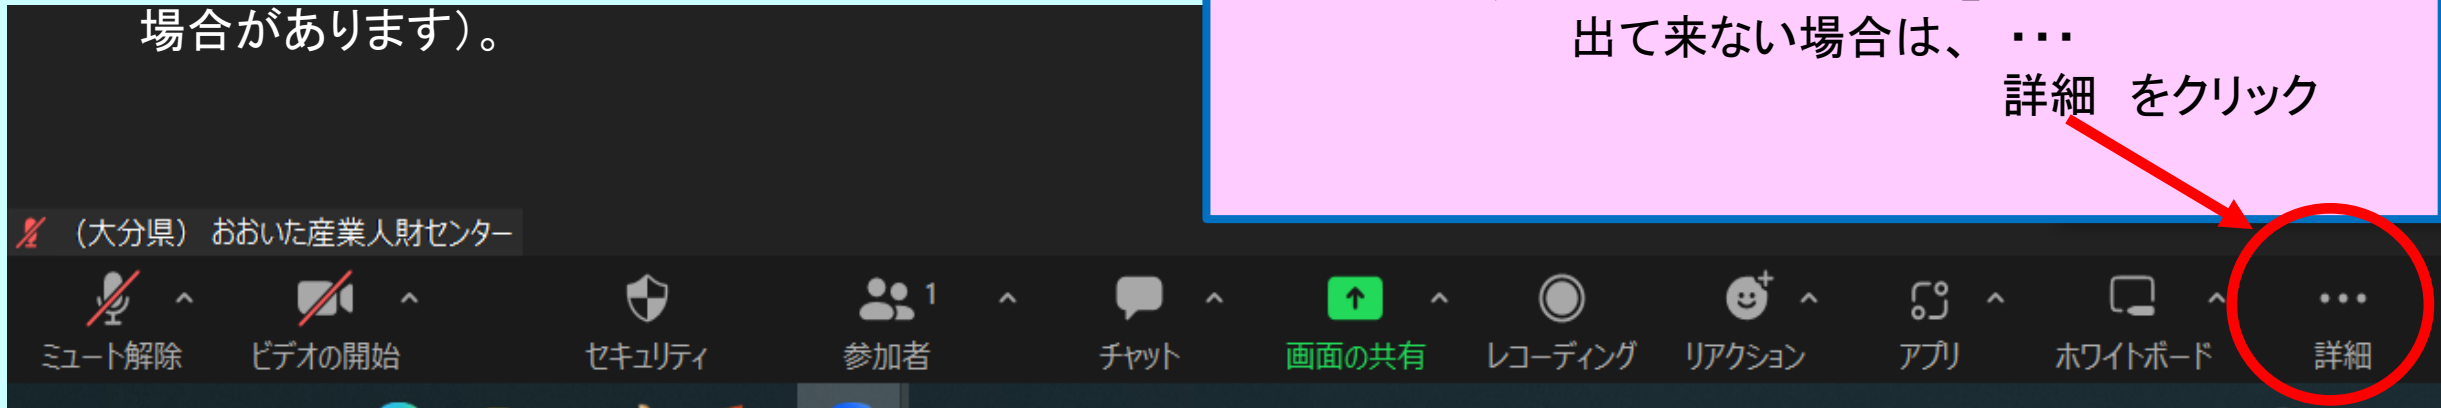 場合があります）。
出て来ない場合は、 ・・・
詳細 をクリック
（大分県） おおいた産業人財センター
1
ミュート解除 ビデオの開始 セキュリティ 参加者 チャット 画面の共有 レコーディング リアクション アプリ ホワイトボード 詳細